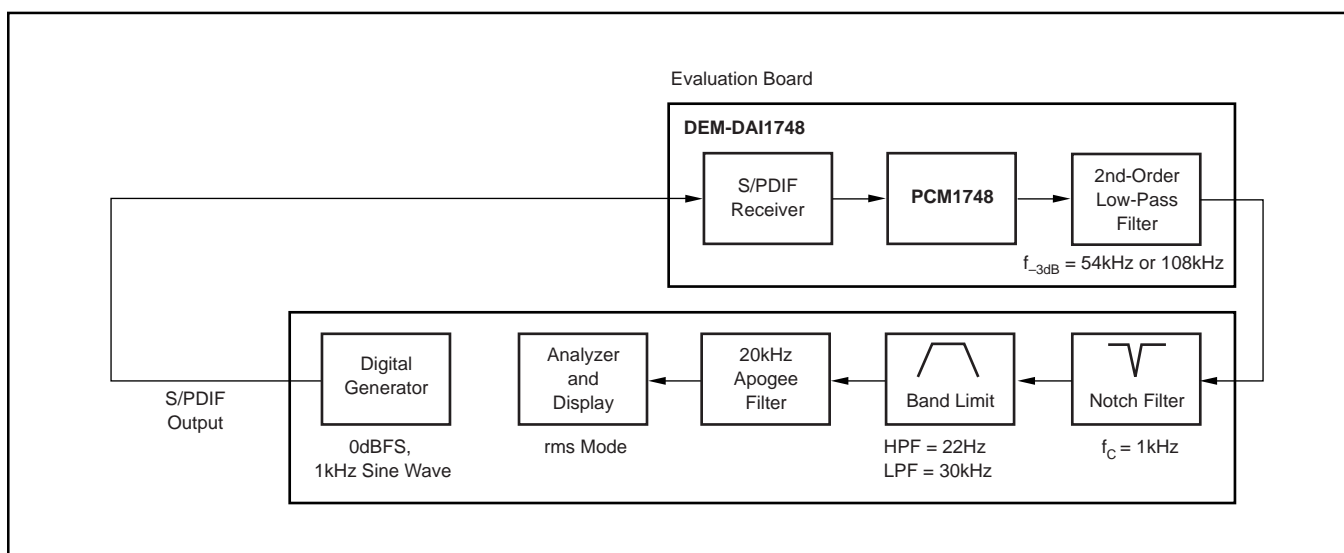 Evaluation Board
DEM-DAI1748
S/PDIF
Receiver
PCM1748
2nd-Order
Low-Pass
Filter
f–3dB = 54kHz or 108kHz
Digital
Generator
Analyzer
and
Display
20kHz
Apogee
Filter
Band Limit
Notch Filter
S/PDIF
Output
0dBFS,
1kHz Sine Wave
rms Mode
HPF = 22Hz
LPF = 30kHz
fC = 1kHz